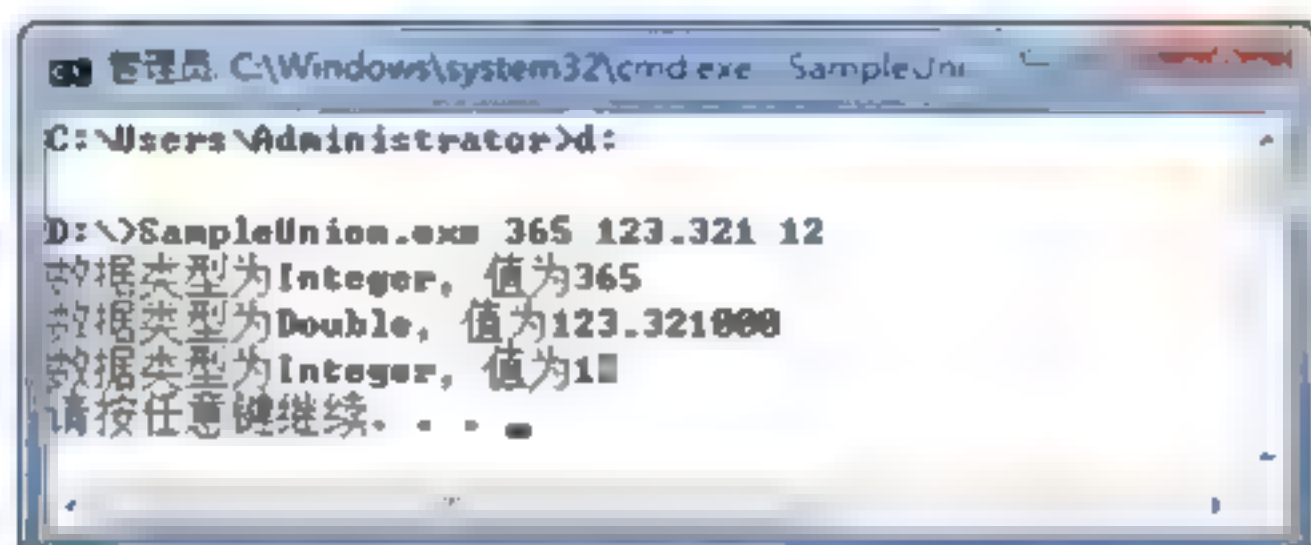 管理员 C:\Windows\system32\cmd.exe SampleUni
C:\Users\Administrator>d:
D:\>SampleUnion.exe 365 123.321 12
数据类型为Integer, 值为365
数据类型为Double, 值为123.321000
数据类型为Integer, 值为
请按任意键继续. . .